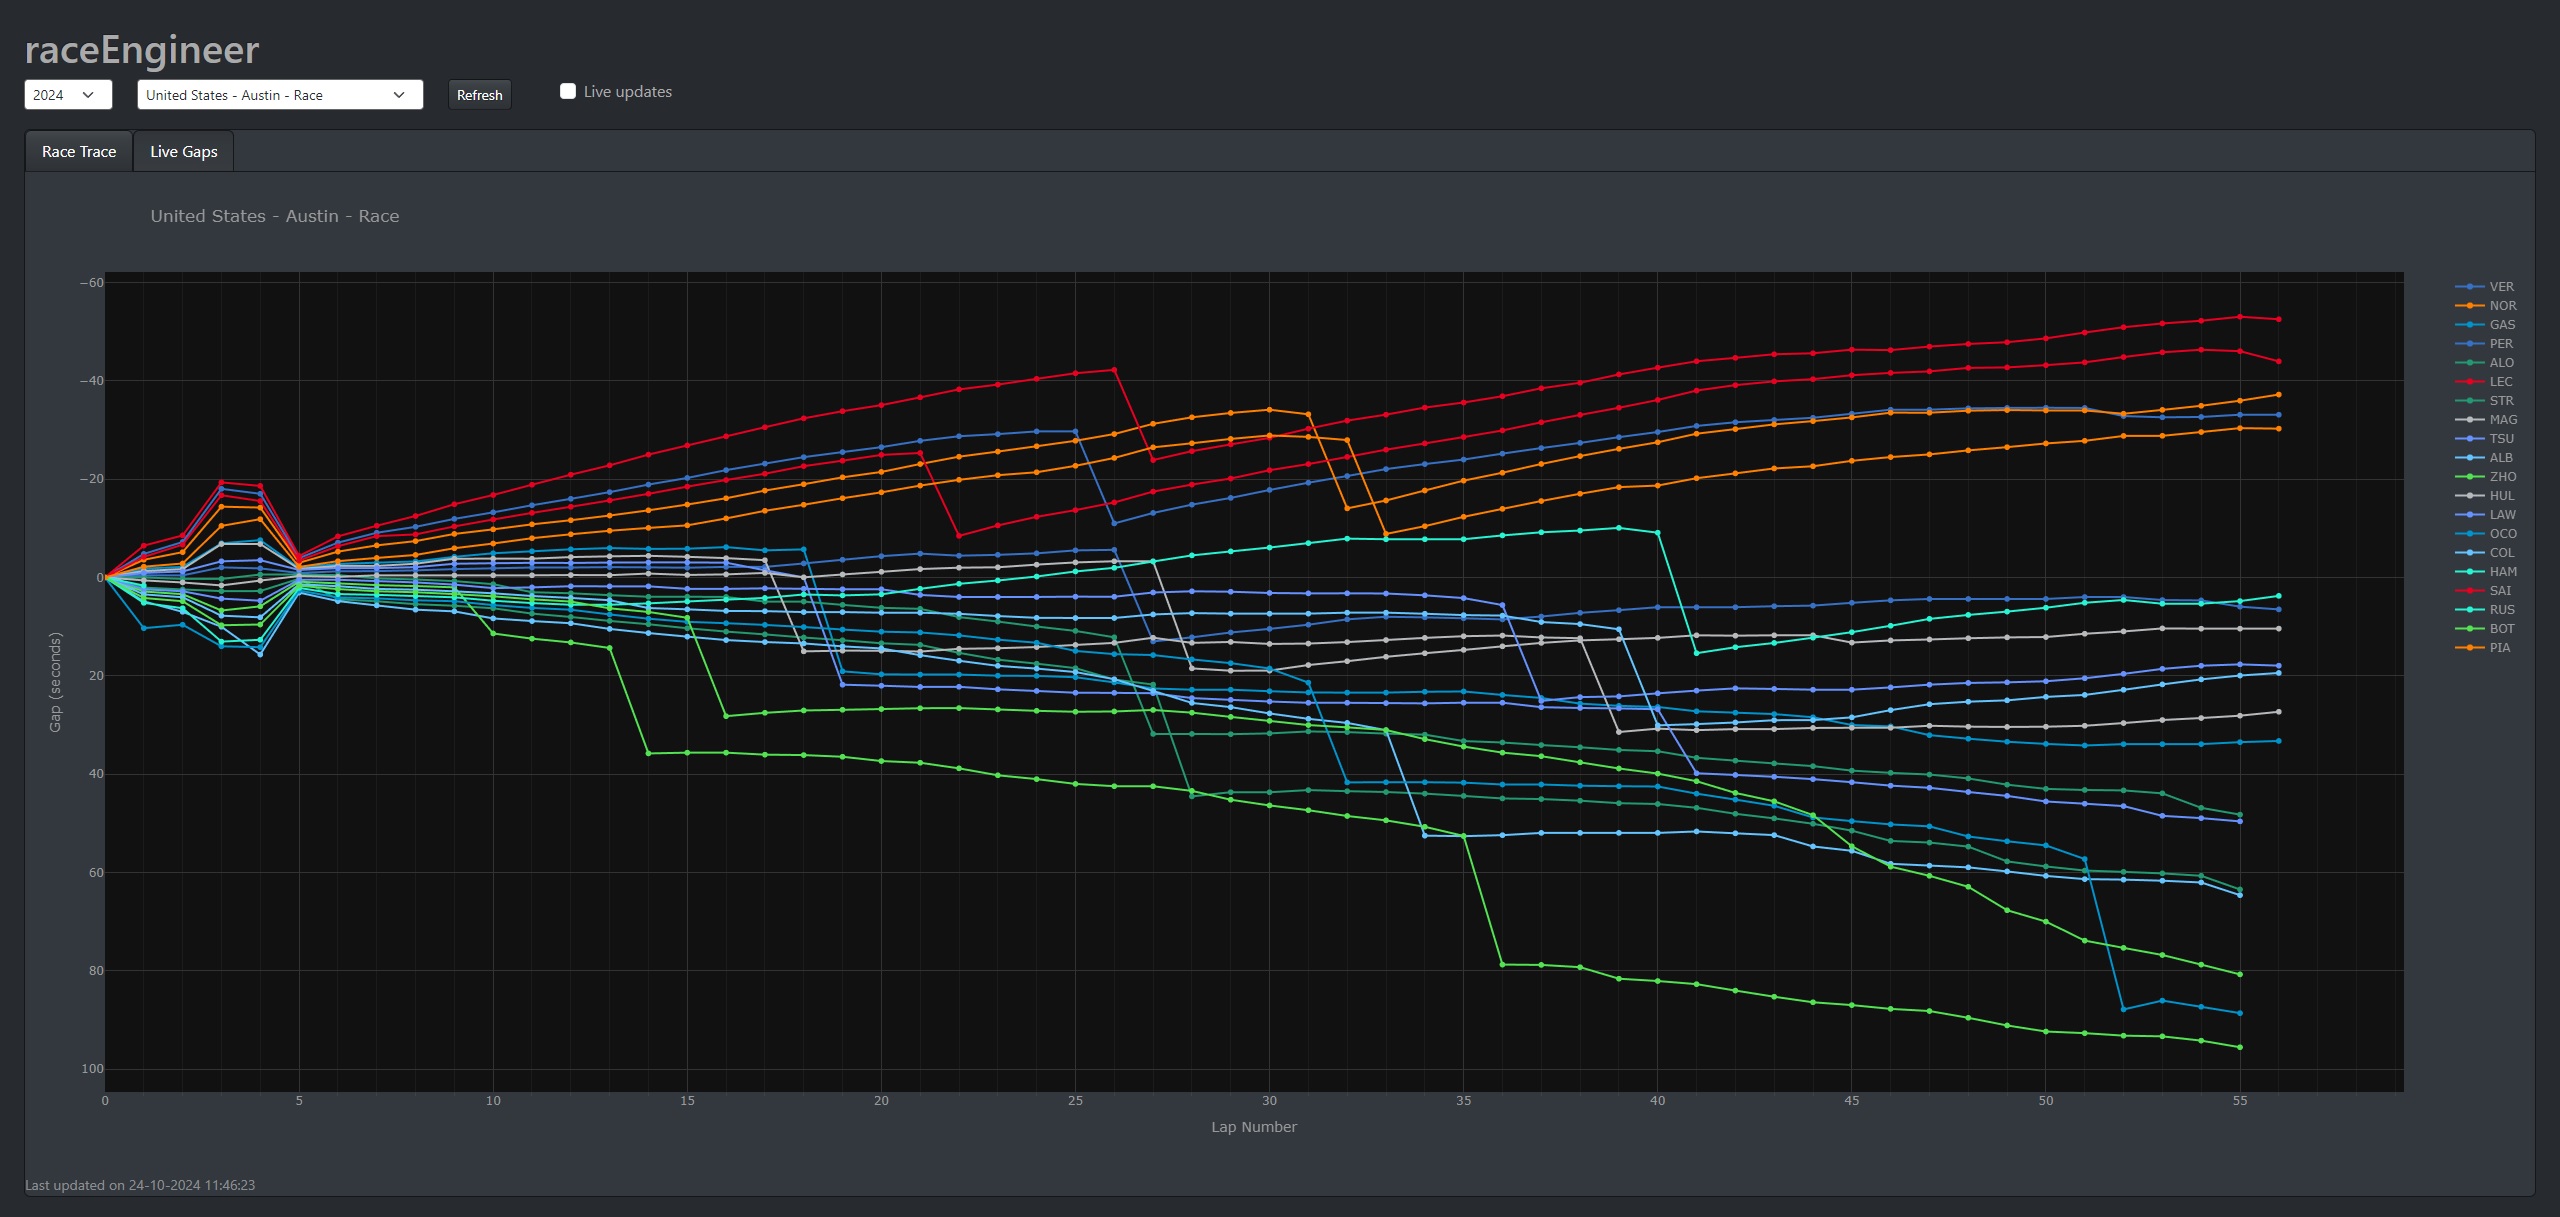 raceEngineer
2024 United States - Austin - Race Refresh Live updates
Race Trace Live Gaps
United States - Austin - Race
−60
−40
−20
0
20
40
60
80
100
Gap (seconds)
0 5 10 15 20 25 30 35 40 45 50 55
Lap Number
VER
NOR
GAS
PER
ALO
LEC
STR
MAG
TSU
ALB
ZHO
HUL
LAW
OCO
COL
HAM
SAI
RUS
BOT
PIA
Last updated on 24-10-2024 11:46:23